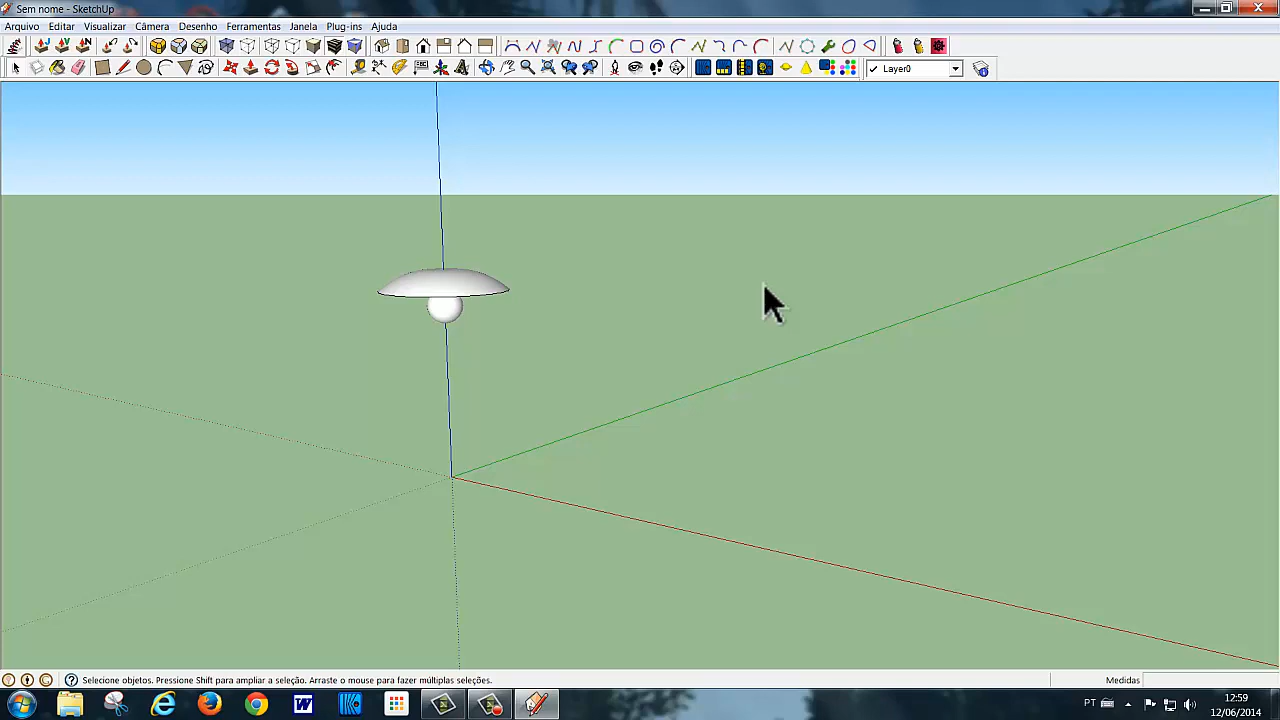 Sem nome - SketchUp
Arquivo Editar Visualizar Câmera Desenho Ferramentas Janela Plug-ins Ajuda
Layer0
Selecione objetos. Pressione Shift para ampliar a seleção. Arraste o mouse para fazer múltiplas seleções.
Medidas
PT
12:59
12/06/2014